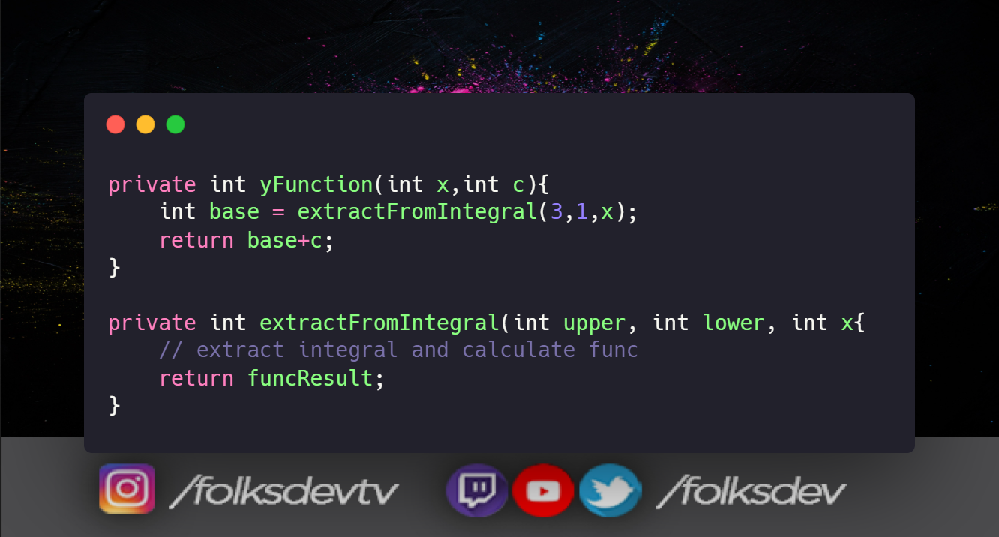 private int yFunction(int x,int c){
    int base = extractFromIntegral(3,1,x);
    return base+c;
}
private int extractFromIntegral(int upper, int lower, int x{
    // extract integral and calculate func
    return funcResult;
}
/folksdevtv /folksdev